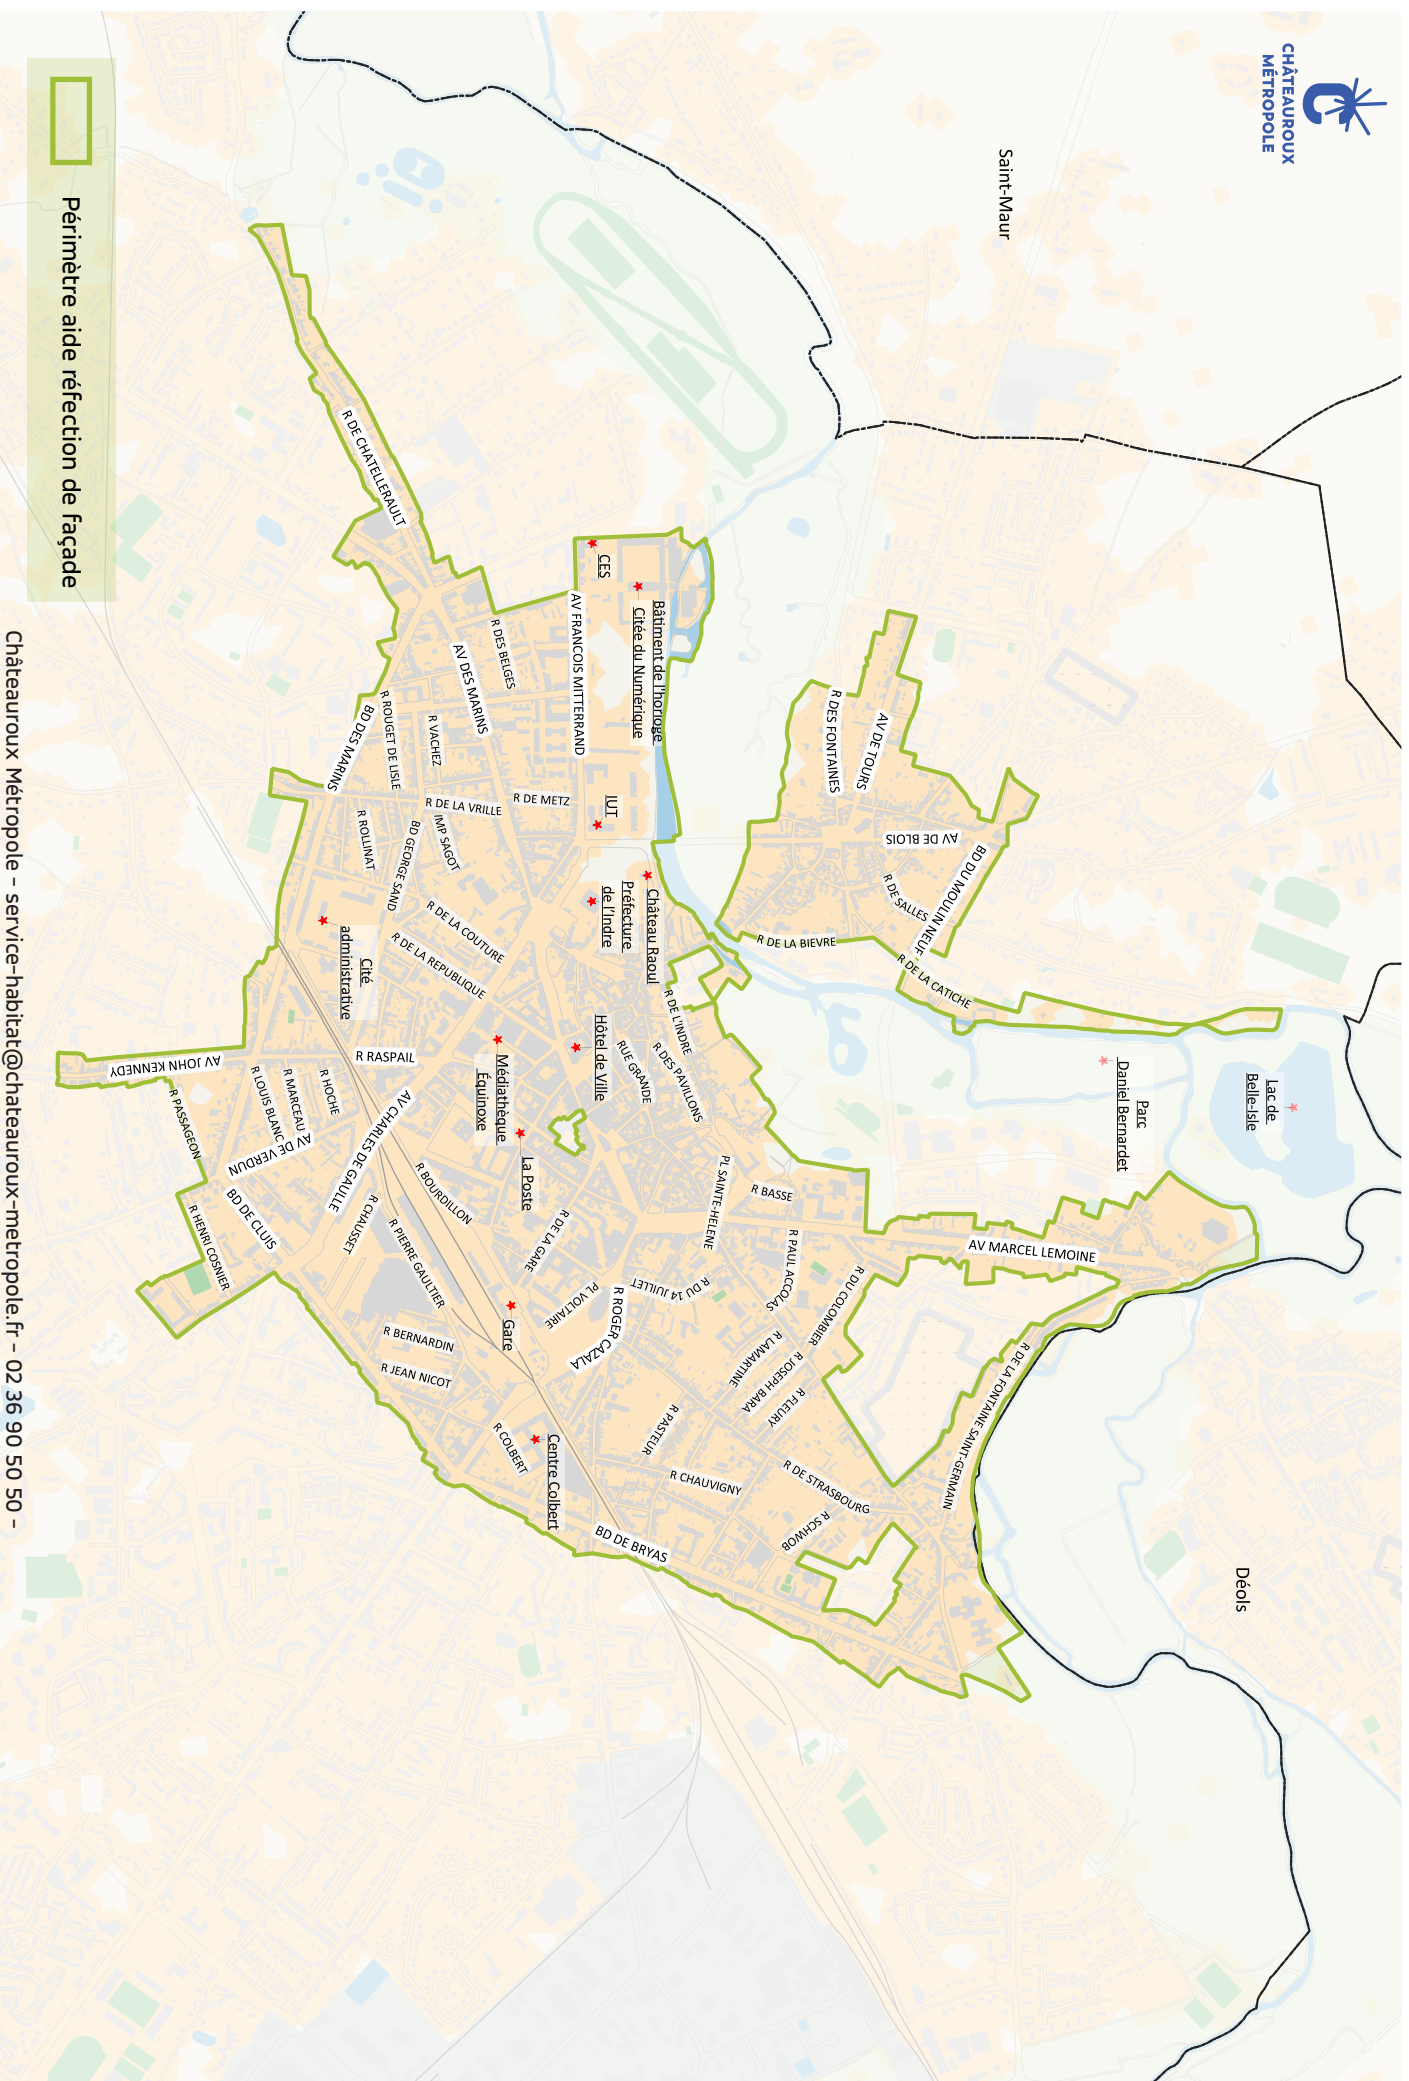 CHÂTEAUROUX
MÉTROPOLE
Saint-Maur
Déols
Lac de
Belle-Isle
Parc
Daniel Bernardet
AV MARCEL LEMOINE
R DE LA FONTAINE SAINT-GERMAIN
R DE LA CATICHE
BD DU MOULIN NEUF
AV DE BLOIS
R DE SALLES
AV DE TOURS
R DES FONTAINES
R DE LA BIEVRE
R DU COLOMBIER
R PAUL ACCOLAS
R BASSE
PL SAINTE-HELENE
R FLEURY
R JOSEPH BARA
R LAMARTINE
R DE STRASBOURG
R SCHWOB
R CHAUVIGNY
R PASTEUR
R DU 14 JUILLET
R DE L'INDRE
R DES PAVILLONS
RUE GRANDE
Château Raoul
Préfecture
de l'Indre
Hôtel de Ville
Bâtiment de l'horloge
Citée du Numérique
CES
IUT
AV FRANCOIS MITTERRAND
R ROGER CAZALA
PL VOLTAIRE
R DE LA GARE
BD DE BRYAS
Centre Colbert
R COLBERT
Gare
La Poste
Médiathèque
Équinoxe
R DES BELGES
AV DES MARINS
R DE METZ
R DE LA VRILLE
IMP SAGOT
R VACHEZ
R ROUGET DE LISLE
BD DES MARINS
R ROLLINAT
BD GEORGE SAND
R DE LA COUTURE
R DE LA REPUBLIQUE
R DE CHATELLERAULT
Cité
administrative
R RASPAIL
AV CHARLES DE GAULLE
R BOURDILLON
R PIERRE GAULTIER
R CHAUSSET
R BERNARDIN
R JEAN NICOT
R HOCHE
R MARCEAU
R LOUIS BLANC
AV DE VERDUN
BD DE CLUIS
AV JOHN KENNEDY
R PASSAGEON
R HENRI COSNIER
Périmètre aide réfection de façade
Châteauroux Métropole – service-habitat@chateauroux-metropole.fr – 02 36 90 50 50 –